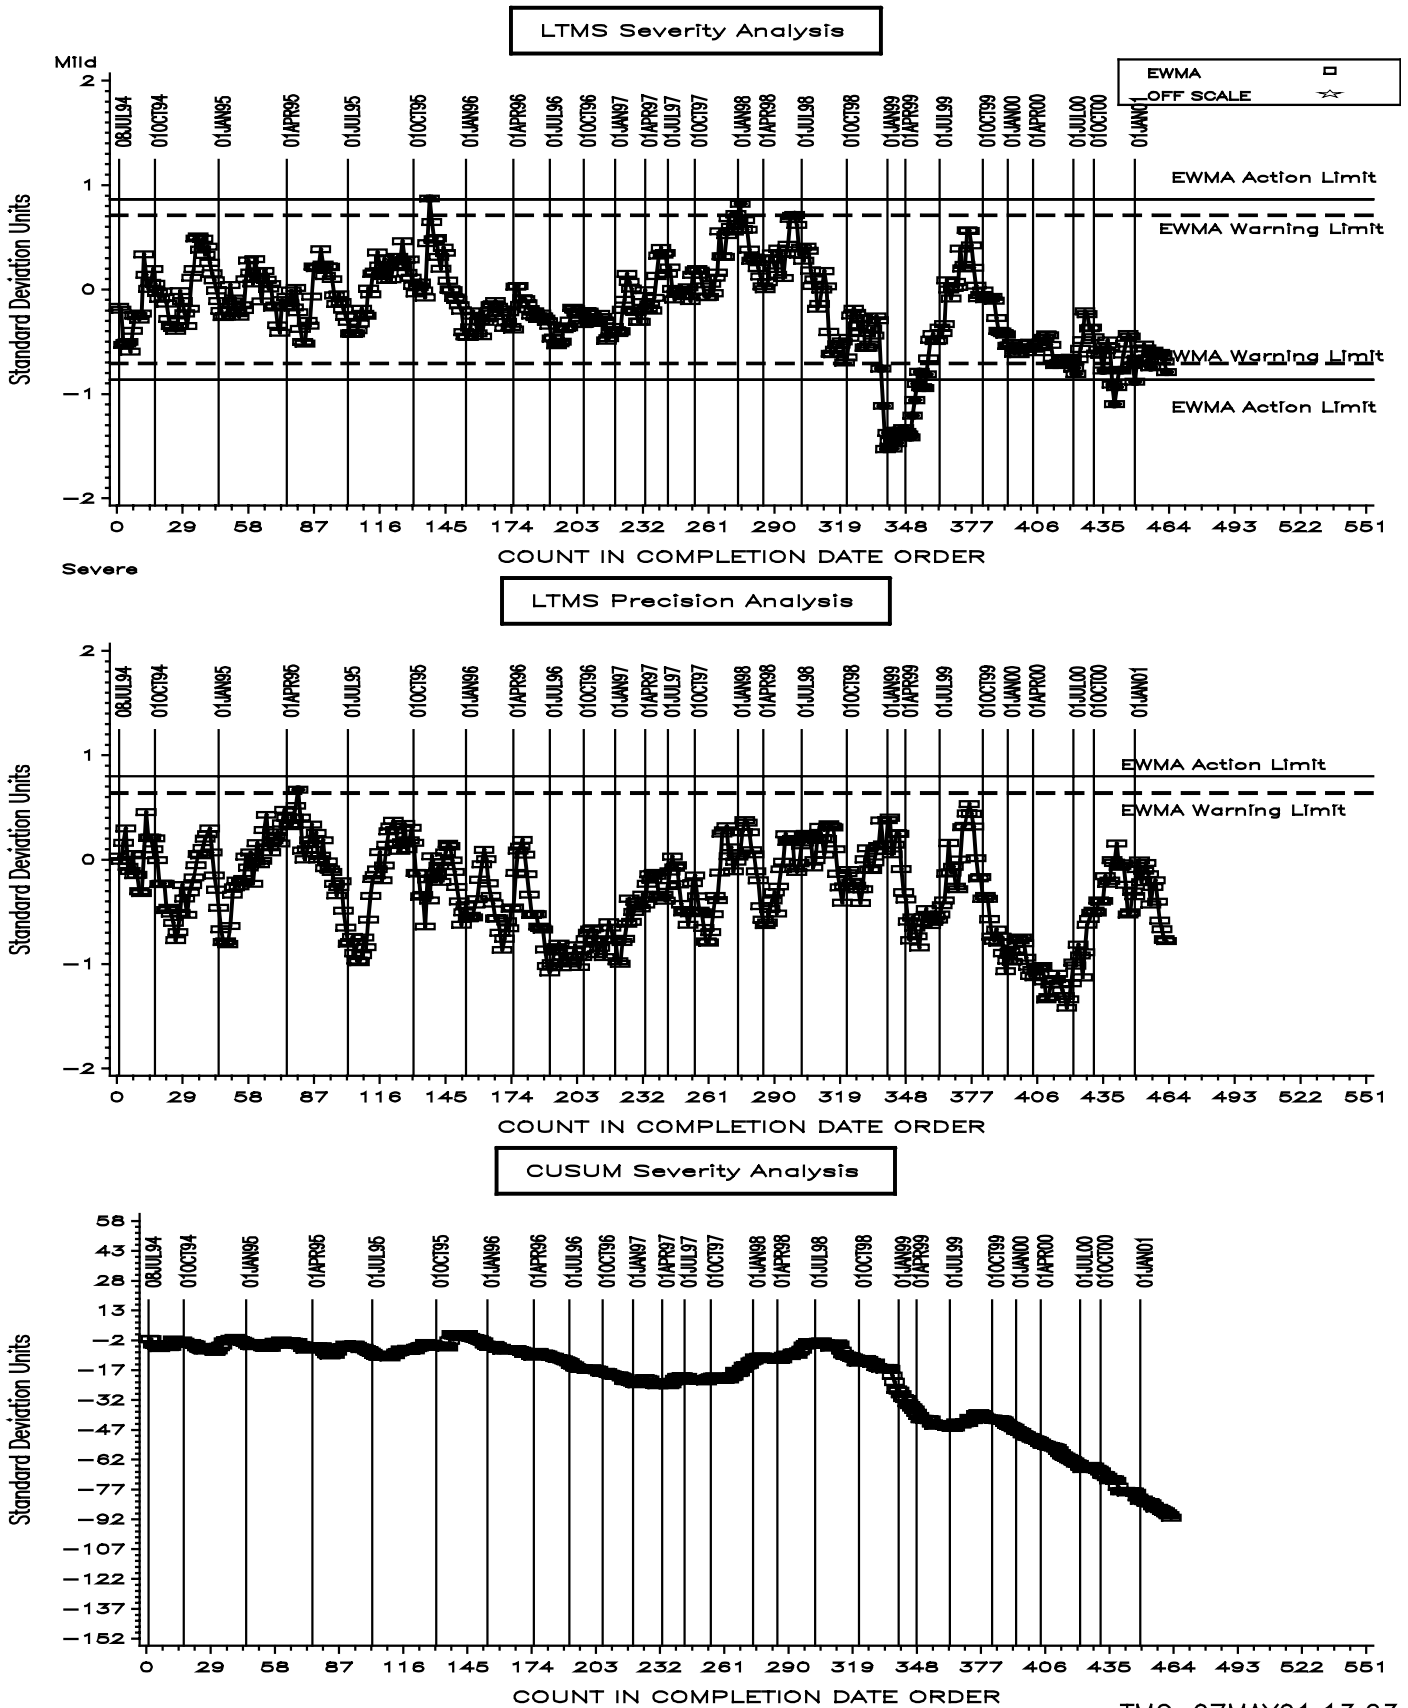 LTMS Severity Analysis
Mild
EWMA
OFF SCALE
2
1
0
−1
−2
Standard Deviation Units
08JUL94 01OCT94 01JAN95 01APR95 01JUL95 01OCT95 01JAN96 01APR96 01JUL96 01OCT96 01JAN97 01APR97 01JUL97 01OCT97 01JAN98 01APR98 01JUL98 01OCT98 01JAN99 01APR99 01JUL99 01OCT99 01JAN00 01APR00 01JUL00 01OCT00 01JAN01
EWMA Action Limit
EWMA Warning Limit
EWMA Warning Limit
EWMA Action Limit
0 29 58 87 116 145 174 203 232 261 290 319 348 377 406 435 464 493 522 551
COUNT IN COMPLETION DATE ORDER
Severe
LTMS Precision Analysis
2
1
0
−1
−2
Standard Deviation Units
08JUL94 01OCT94 01JAN95 01APR95 01JUL95 01OCT95 01JAN96 01APR96 01JUL96 01OCT96 01JAN97 01APR97 01JUL97 01OCT97 01JAN98 01APR98 01JUL98 01OCT98 01JAN99 01APR99 01JUL99 01OCT99 01JAN00 01APR00 01JUL00 01OCT00 01JAN01
EWMA Action Limit
EWMA Warning Limit
0 29 58 87 116 145 174 203 232 261 290 319 348 377 406 435 464 493 522 551
COUNT IN COMPLETION DATE ORDER
CUSUM Severity Analysis
58
43
28
13
−2
−17
−32
−47
−62
−77
−92
−107
−122
−137
−152
Standard Deviation Units
08JUL94 01OCT94 01JAN95 01APR95 01JUL95 01OCT95 01JAN96 01APR96 01JUL96 01OCT96 01JAN97 01APR97 01JUL97 01OCT97 01JAN98 01APR98 01JUL98 01OCT98 01JAN99 01APR99 01JUL99 01OCT99 01JAN00 01APR00 01JUL00 01OCT00 01JAN01
0 29 58 87 116 145 174 203 232 261 290 319 348 377 406 435 464 493 522 551
COUNT IN COMPLETION DATE ORDER